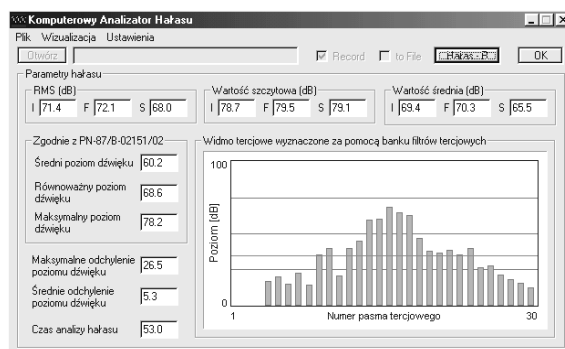 Komputerowy Analizator Hałasu
Plik Wizualizacja Ustawienia
Otwórz Record to File Hałas - B OK
Parametry hałasu
RMS (dB)
I 71.4 F 72.1 S 68.0
Wartość szczytowa (dB)
I 78.7 F 79.5 S 79.1
Wartość średnia (dB)
I 69.4 F 70.3 S 65.5
Zgodnie z PN-87/B-02151/02
Średni poziom dźwięku 60.2
Równoważny poziom
dźwięku 68.6
Maksymalny poziom
dźwięku 78.2
Maksymalne odchylenie
poziomu dźwięku 26.5
Średnie odchylenie
poziomu dźwięku 5.3
Czas analizy hałasu 53.0
Widmo tercjowe wyznaczone za pomocą banku filtrów tercjowych
100
Poziom [dB]
0
1 Numer pasma tercjowego 30